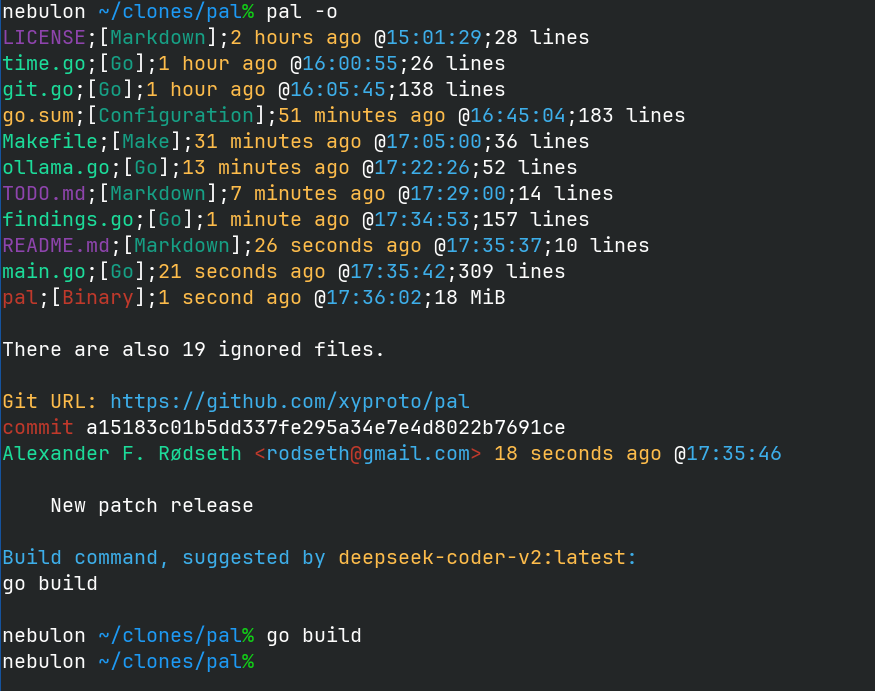 nebulon ~/clones/pal% pal -o
LICENSE;[Markdown];2 hours ago @15:01:29;28 lines
time.go;[Go];1 hour ago @16:00:55;26 lines
git.go;[Go];1 hour ago @16:05:45;138 lines
go.sum;[Configuration];51 minutes ago @16:45:04;183 lines
Makefile;[Make];31 minutes ago @17:05:00;36 lines
ollama.go;[Go];13 minutes ago @17:22:26;52 lines
TODO.md;[Markdown];7 minutes ago @17:29:00;14 lines
findings.go;[Go];1 minute ago @17:34:53;157 lines
README.md;[Markdown];26 seconds ago @17:35:37;10 lines
main.go;[Go];21 seconds ago @17:35:42;309 lines
pal;[Binary];1 second ago @17:36:02;18 MiB
There are also 19 ignored files.
Git URL: https://github.com/xyproto/pal
commit a15183c01b5dd337fe295a34e7e4d8022b7691ce
Alexander F. Rødseth <rodseth@gmail.com> 18 seconds ago @17:35:46
New patch release
Build command, suggested by deepseek-coder-v2:latest:
go build
nebulon ~/clones/pal% go build
nebulon ~/clones/pal%